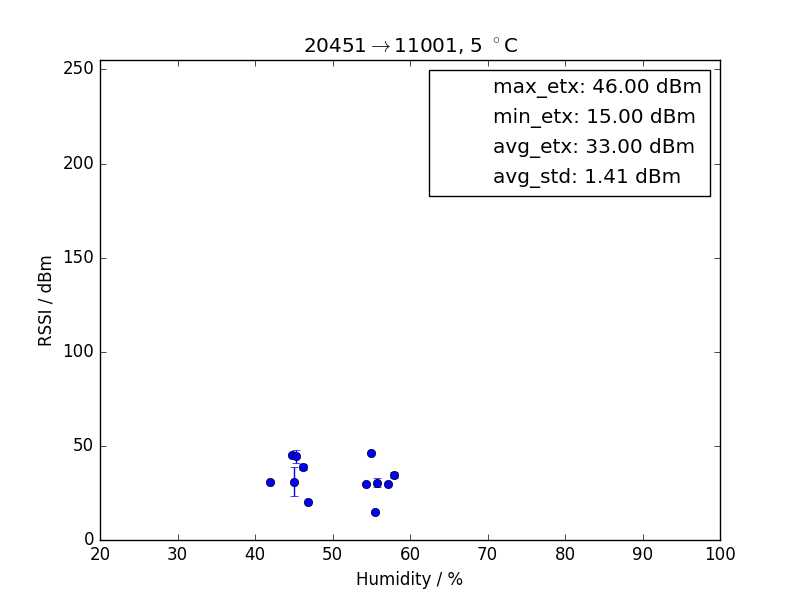 20451→11001, 5 °C
max_etx: 46.00 dBm
min_etx: 15.00 dBm
avg_etx: 33.00 dBm
avg_std: 1.41 dBm
250
200
150
100
50
0
RSSI / dBm
20 30 40 50 60 70 80 90 100
Humidity / %